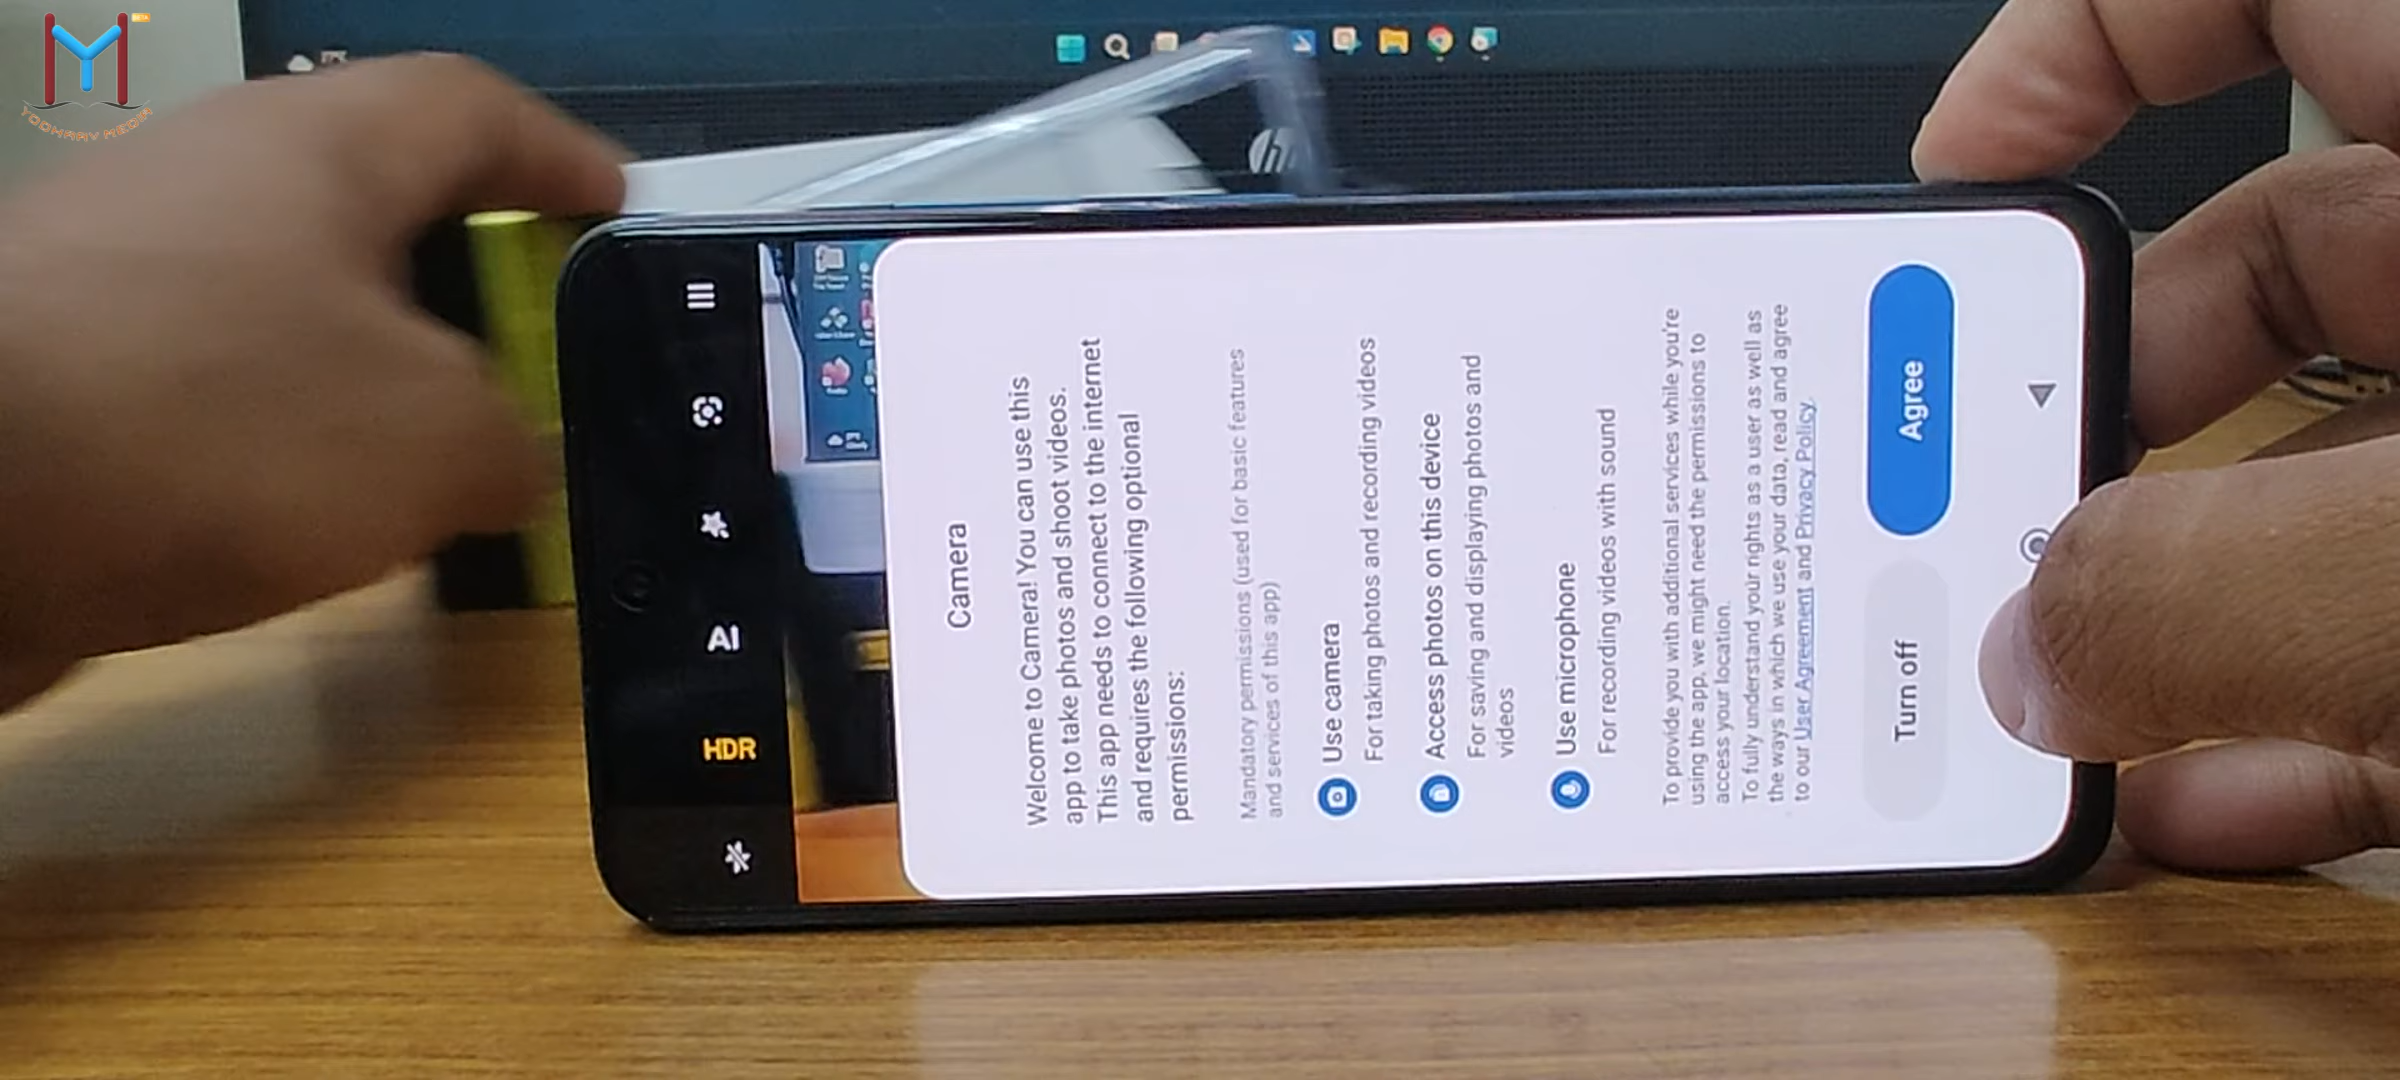 YODHARV MEDIA
BETA
hp
HDR
AI
Camera
Welcome to Camera! You can use this
app to take photos and shoot videos.
This app needs to connect to the internet
and requires the following optional
permissions:
Mandatory permissions (used for basic features
and services of this app)
Use camera
For taking photos and recording videos
Access photos on this device
For saving and displaying photos and
videos
Use microphone
For recording videos with sound
To provide you with additional services while you're
using the app, we might need the permissions to
access your location.
To fully understand your rights as a user as well as
the ways in which we use your data, read and agree
to our User Agreement and Privacy Policy.
Turn off
Agree